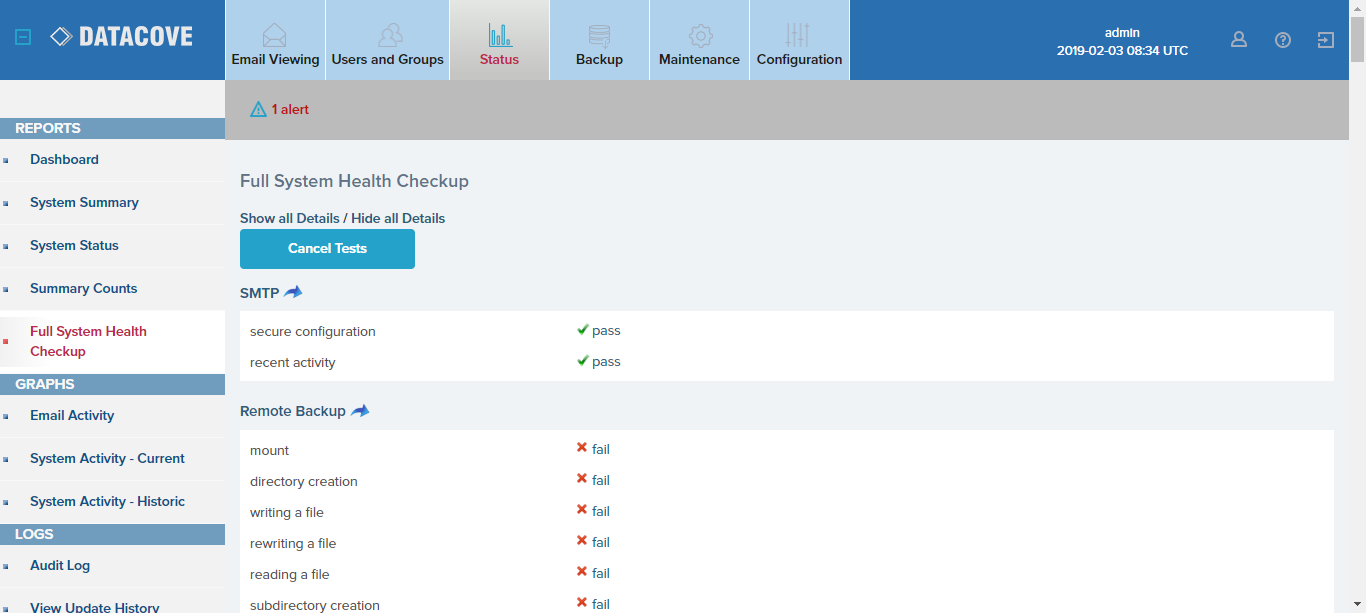 DATACOVE
Email Viewing
Users and Groups
Status
Backup
Maintenance
Configuration
admin
2019-02-03 08:34 UTC
1 alert
REPORTS
Dashboard
System Summary
System Status
Summary Counts
Full System Health
Checkup
GRAPHS
Email Activity
System Activity - Current
System Activity - Historic
LOGS
Audit Log
View Update History
Full System Health Checkup
Show all Details / Hide all Details
Cancel Tests
SMTP
secure configuration pass
recent activity pass
Remote Backup
mount fail
directory creation fail
writing a file fail
rewriting a file fail
reading a file fail
subdirectory creation fail